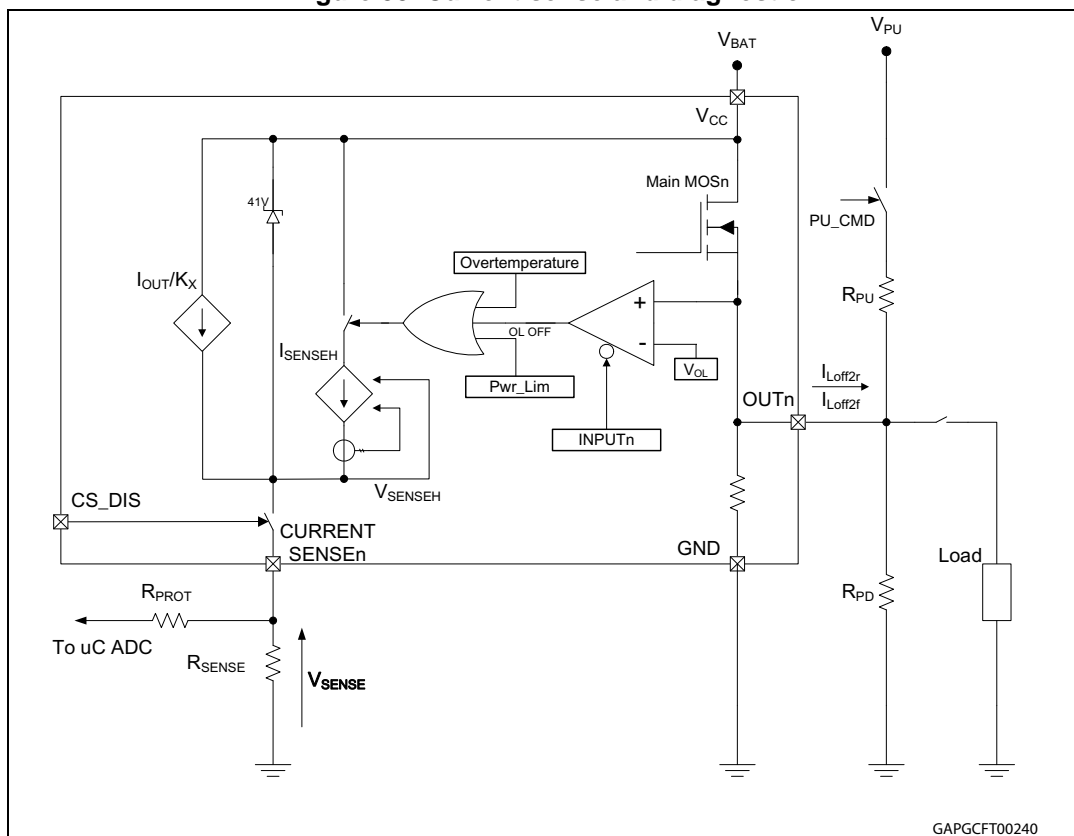 V_PU
V_BAT
V_CC
Main MOSn
41V
PU_CMD
Overtemperature
I_OUT/K_X
R_PU
+
OL OFF
-
I_SENSEH
V_OL
Pwr_Lim
I_Loff2r
OUTn
I_Loff2f
INPUTn
V_SENSEH
CS_DIS
CURRENT
SENSEn
GND
Load
R_PROT
R_PD
To uC ADC
R_SENSE
V_SENSE
GAPGCFT00240